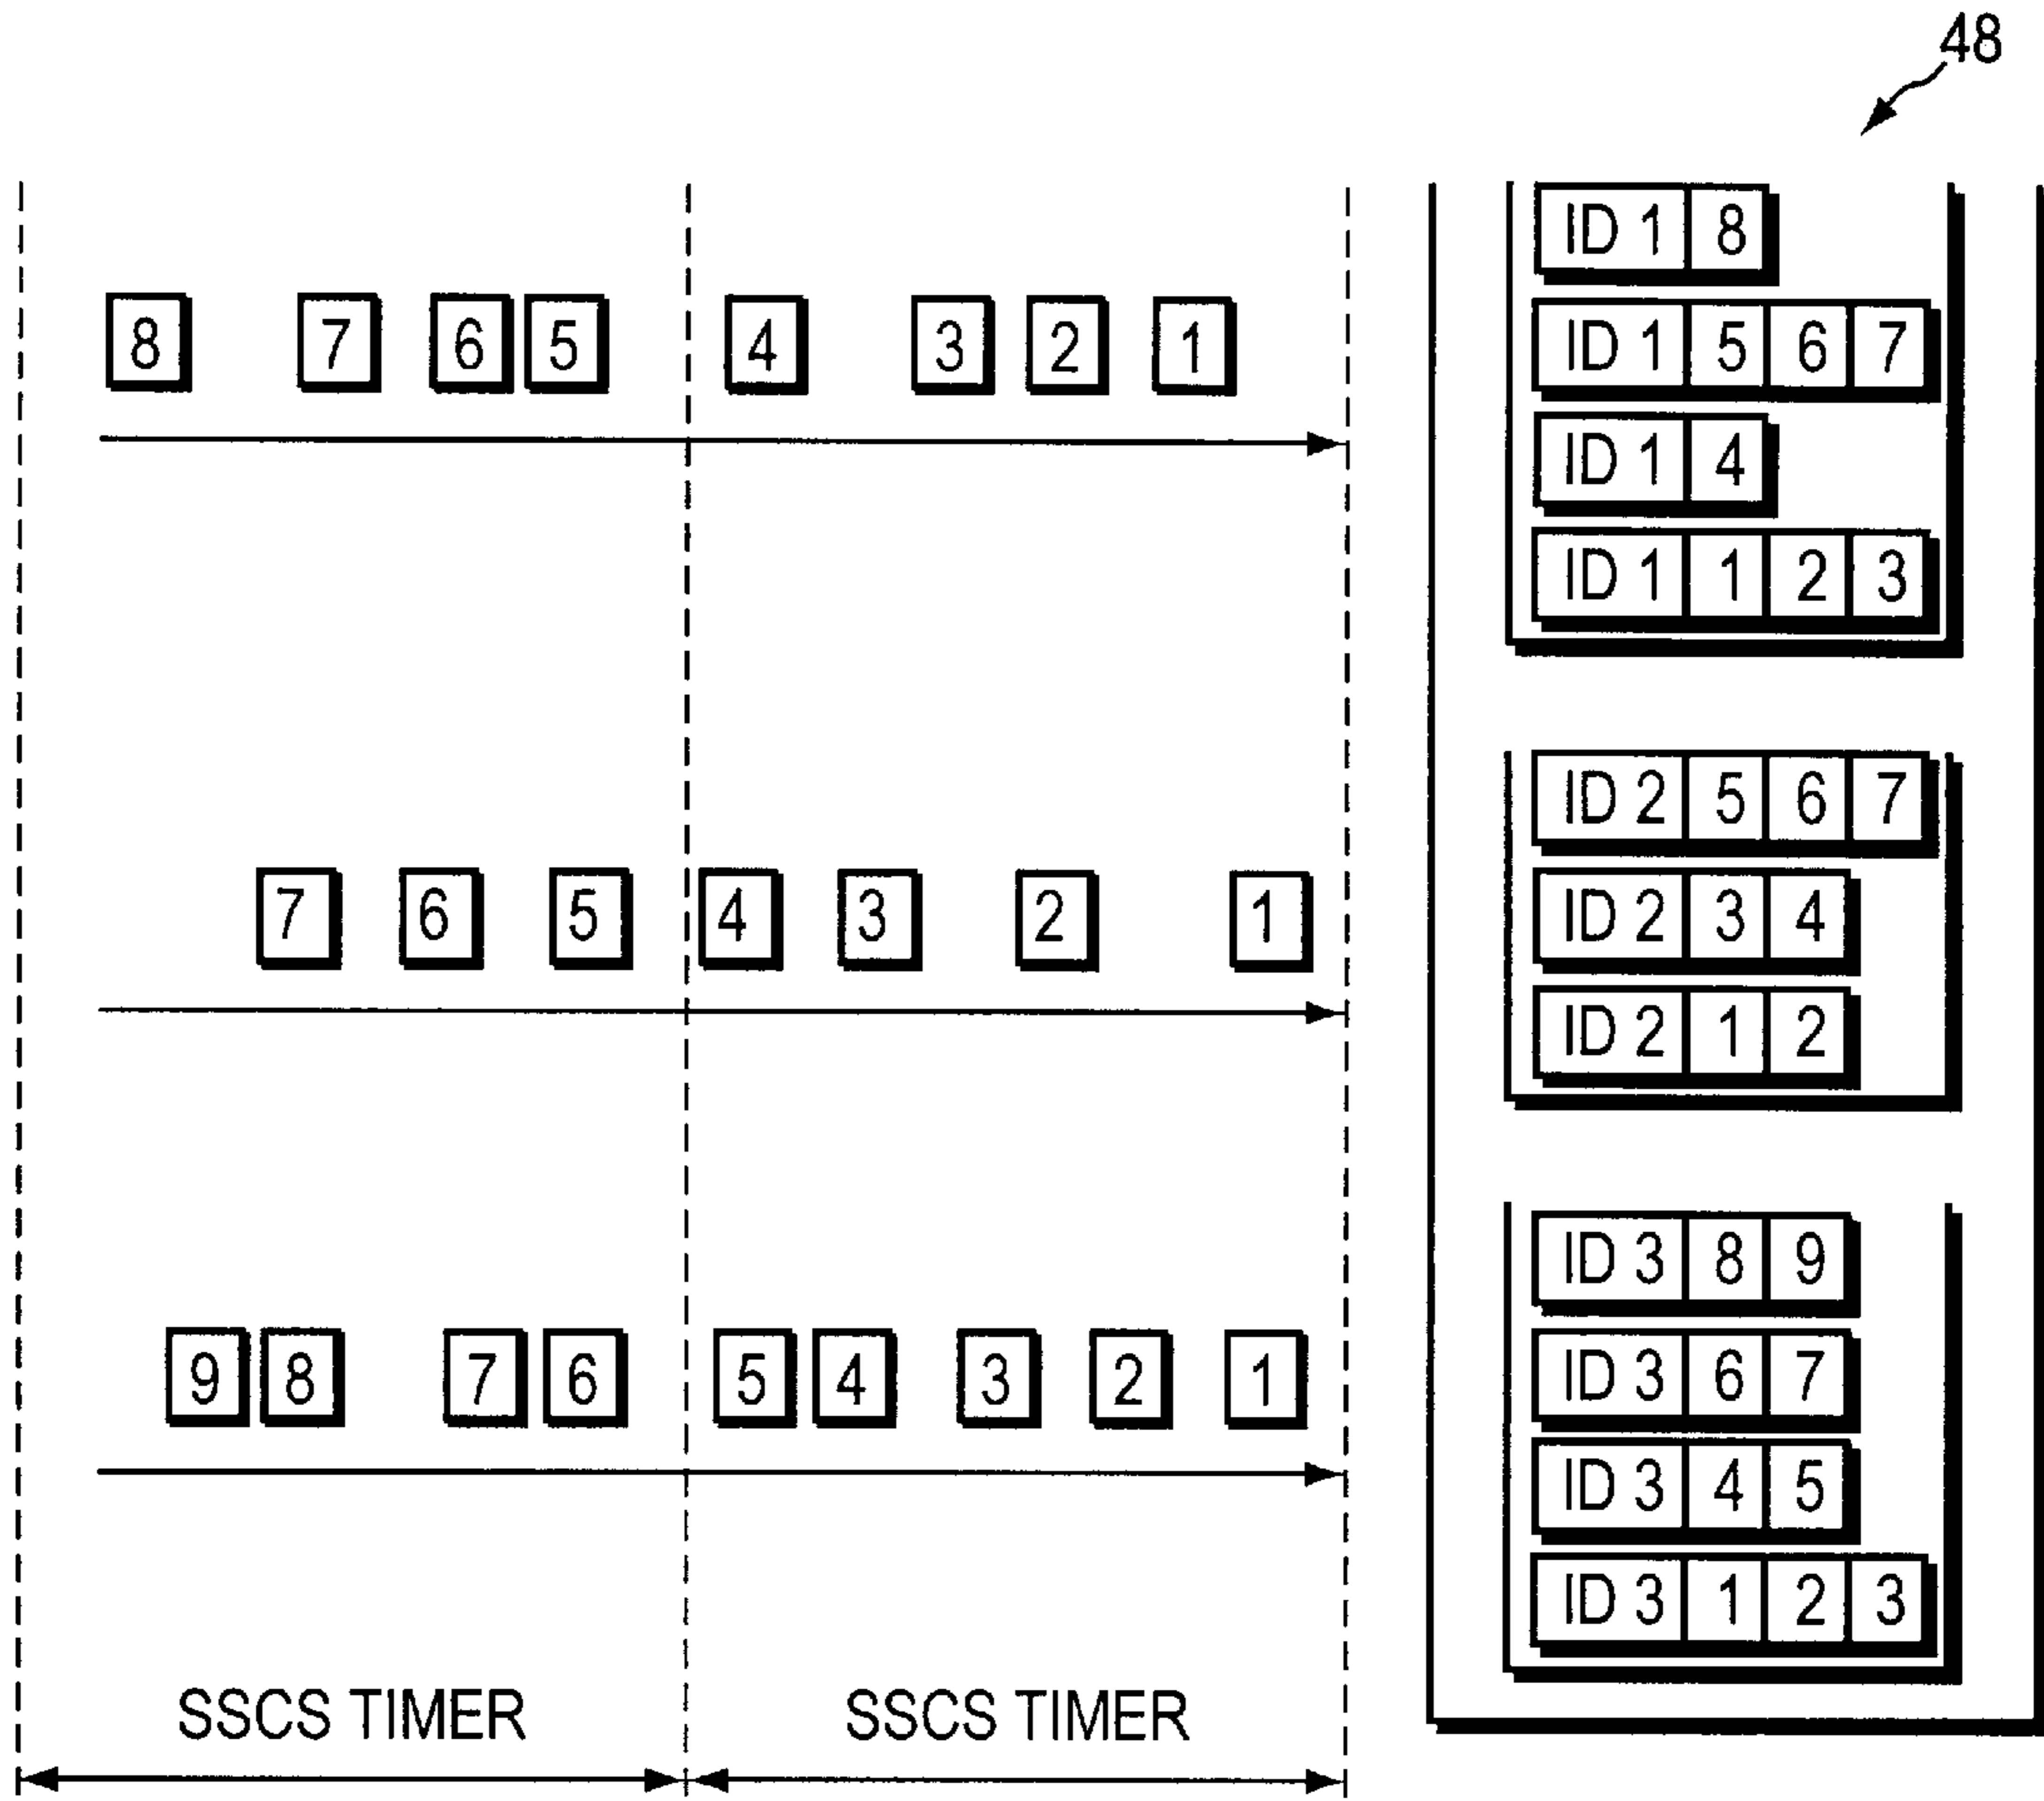 48
8 7 6 5 4 3 2 1
ID 1 8
ID 1 5 6 7
ID 1 4
ID 1 1 2 3
7 6 5 4 3 2 1
ID 2 5 6 7
ID 2 3 4
ID 2 1 2
9 8 7 6 5 4 3 2 1
ID 3 8 9
ID 3 6 7
ID 3 4 5
ID 3 1 2 3
SSCS TIMER
SSCS TIMER